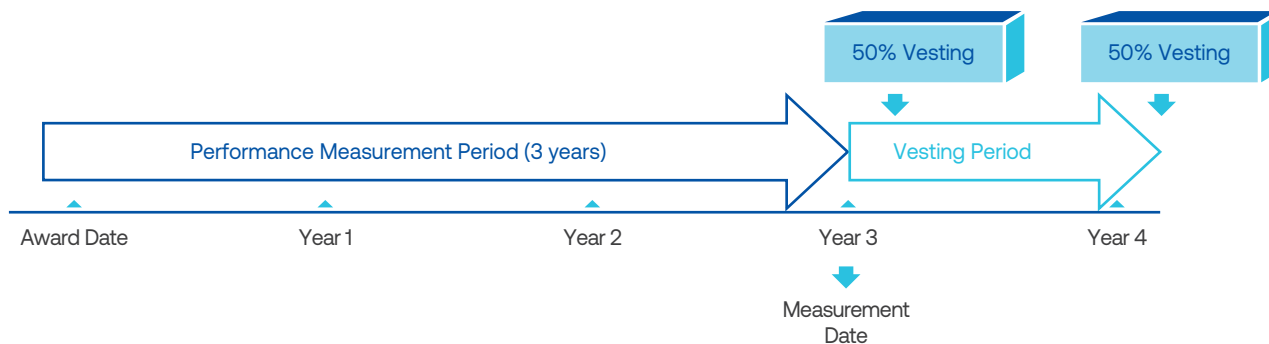 50% Vesting
50% Vesting
Performance Measurement Period (3 years)
Vesting Period
Award Date
Year 1
Year 2
Year 3
Year 4
Measurement
Date